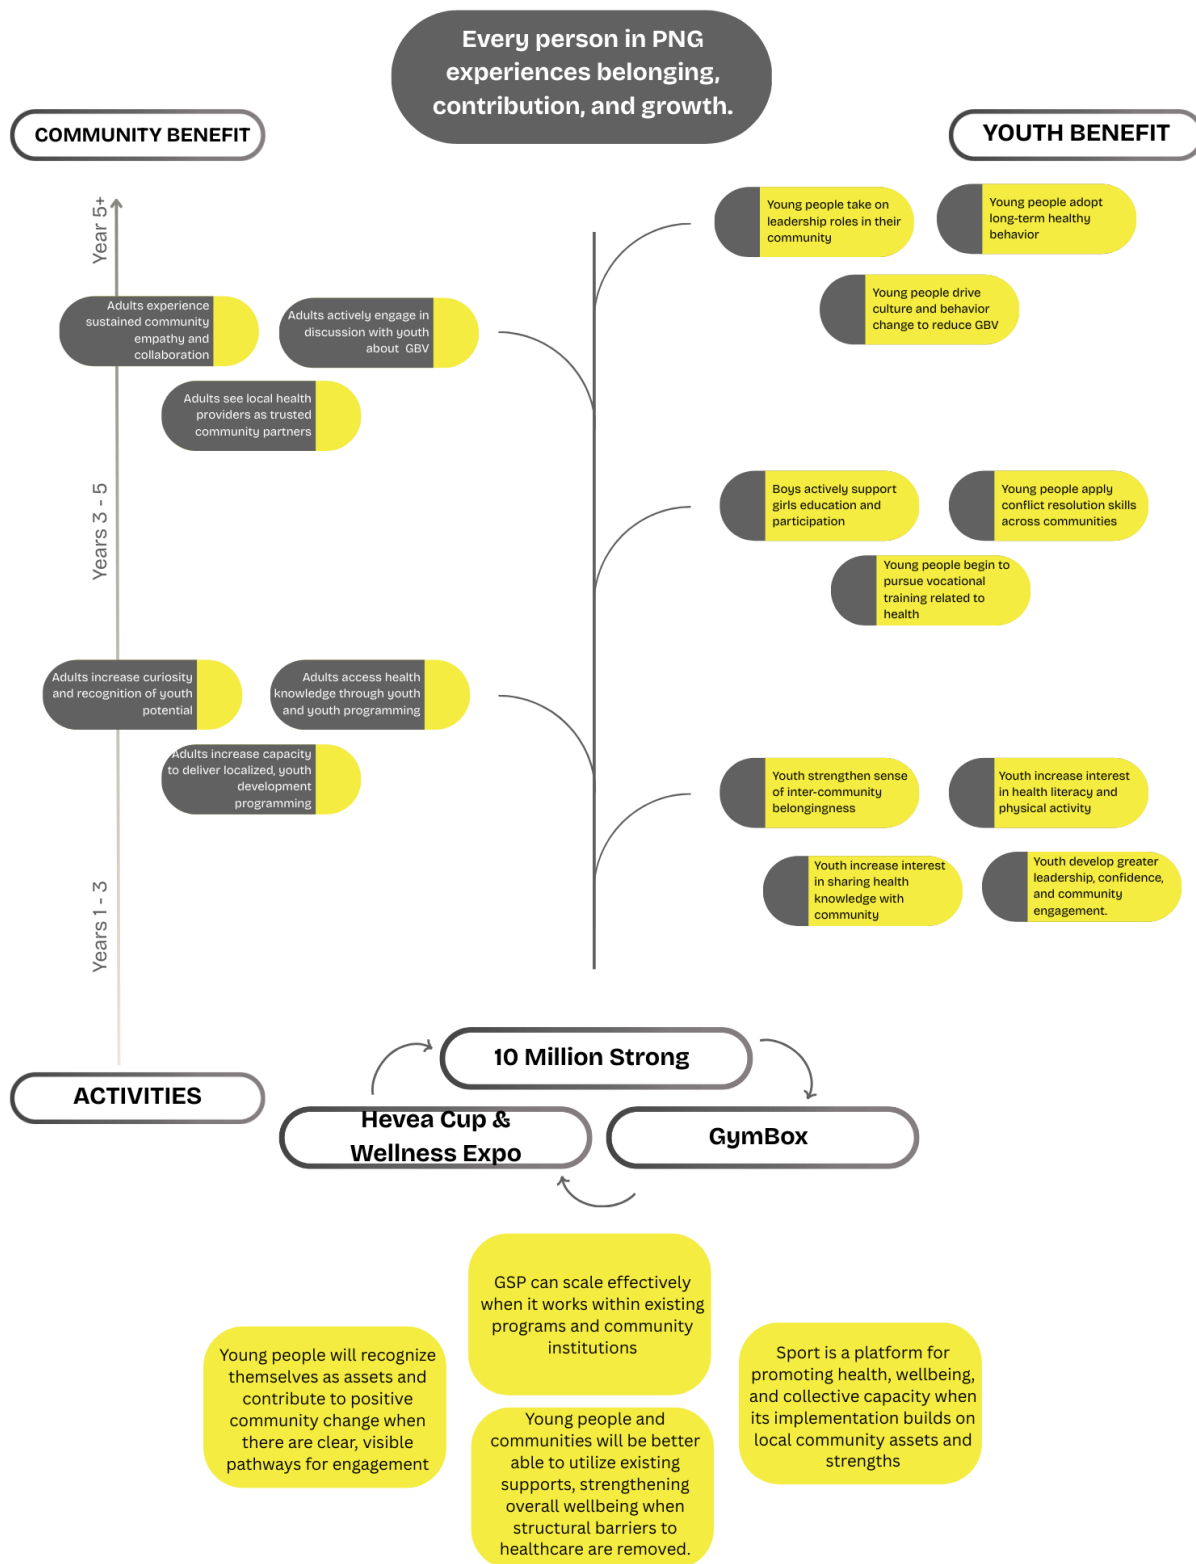 Every person in PNG
experiences belonging,
contribution, and growth.
COMMUNITY BENEFIT
YOUTH BENEFIT
Year 5+
Young people take on
leadership roles in their
community
Young people adopt
long-term healthy
behavior
Young people drive
culture and behavior
change to reduce GBV
Adults experience
sustained community
empathy and
collaboration
Adults actively engage in
discussion with youth
about GBV
Adults see local health
providers as trusted
community partners
Years 3 - 5
Boys actively support
girls education and
participation
Young people apply
conflict resolution skills
across communities
Young people begin to
pursue vocational
training related to
health
Adults increase curiosity
and recognition of youth
potential
Adults access health
knowledge through youth
and youth programming
Adults increase capacity
to deliver localized, youth
development
programming
Years 1 - 3
Youth strengthen sense
of inter-community
belongingness
Youth increase interest
in health literacy and
physical activity
Youth increase interest
in sharing health
knowledge with
community
Youth develop greater
leadership, confidence,
and community
engagement.
ACTIVITIES
10 Million Strong
Hevea Cup &
Wellness Expo
GymBox
GSP can scale effectively
when it works within existing
programs and community
institutions
Young people will recognize
themselves as assets and
contribute to positive
community change when
there are clear, visible
pathways for engagement
Young people and
communities will be better
able to utilize existing
supports, strengthening
overall wellbeing when
structural barriers to
healthcare are removed.
Sport is a platform for
promoting health, wellbeing,
and collective capacity when
its implementation builds on
local community assets and
strengths